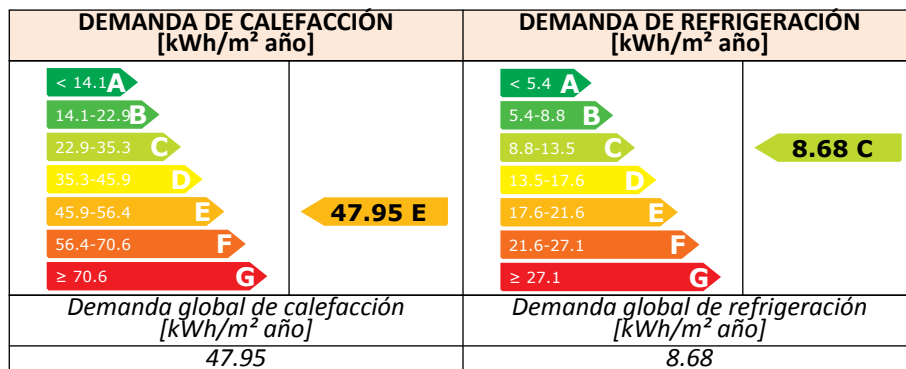 DEMANDA DE CALEFACCIÓN
[kWh/m² año]
DEMANDA DE REFRIGERACIÓN
[kWh/m² año]
< 14.1 A
14.1-22.9 B
22.9-35.3 C
35.3-45.9 D
45.9-56.4 E
56.4-70.6 F
≥ 70.6 G
47.95 E
< 5.4 A
5.4-8.8 B
8.8-13.5 C
13.5-17.6 D
17.6-21.6 E
21.6-27.1 F
≥ 27.1 G
8.68 C
Demanda global de calefacción
[kWh/m² año]
Demanda global de refrigeración
[kWh/m² año]
47.95
8.68